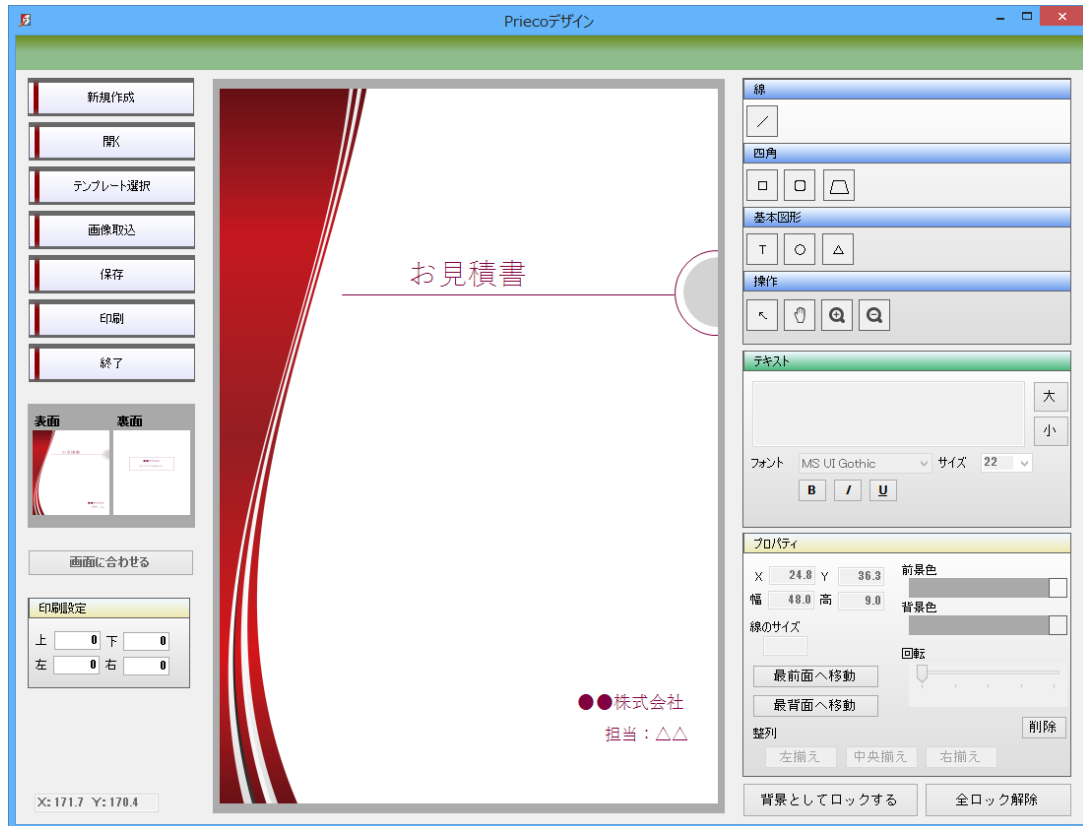 Priecoデザイン
新規作成
開く
テンプレート選択
画像取込
保存
印刷
終了
表面 裏面
画面に合わせる
印刷設定
上 0 下 0
左 0 右 0
X:171.7 Y:170.4
お見積書
●●株式会社
担当:△△
線
四角
基本図形
T
操作
テキスト
大
小
フォント MS UI Gothic サイズ 22
B I U
プロパティ
X 24.8 Y 36.3
幅 48.0 高 9.0
線のサイズ
前景色
背景色
回転
最前面へ移動
最背面へ移動
削除
整列
左揃え 中央揃え 右揃え
背景としてロックする 全ロック解除